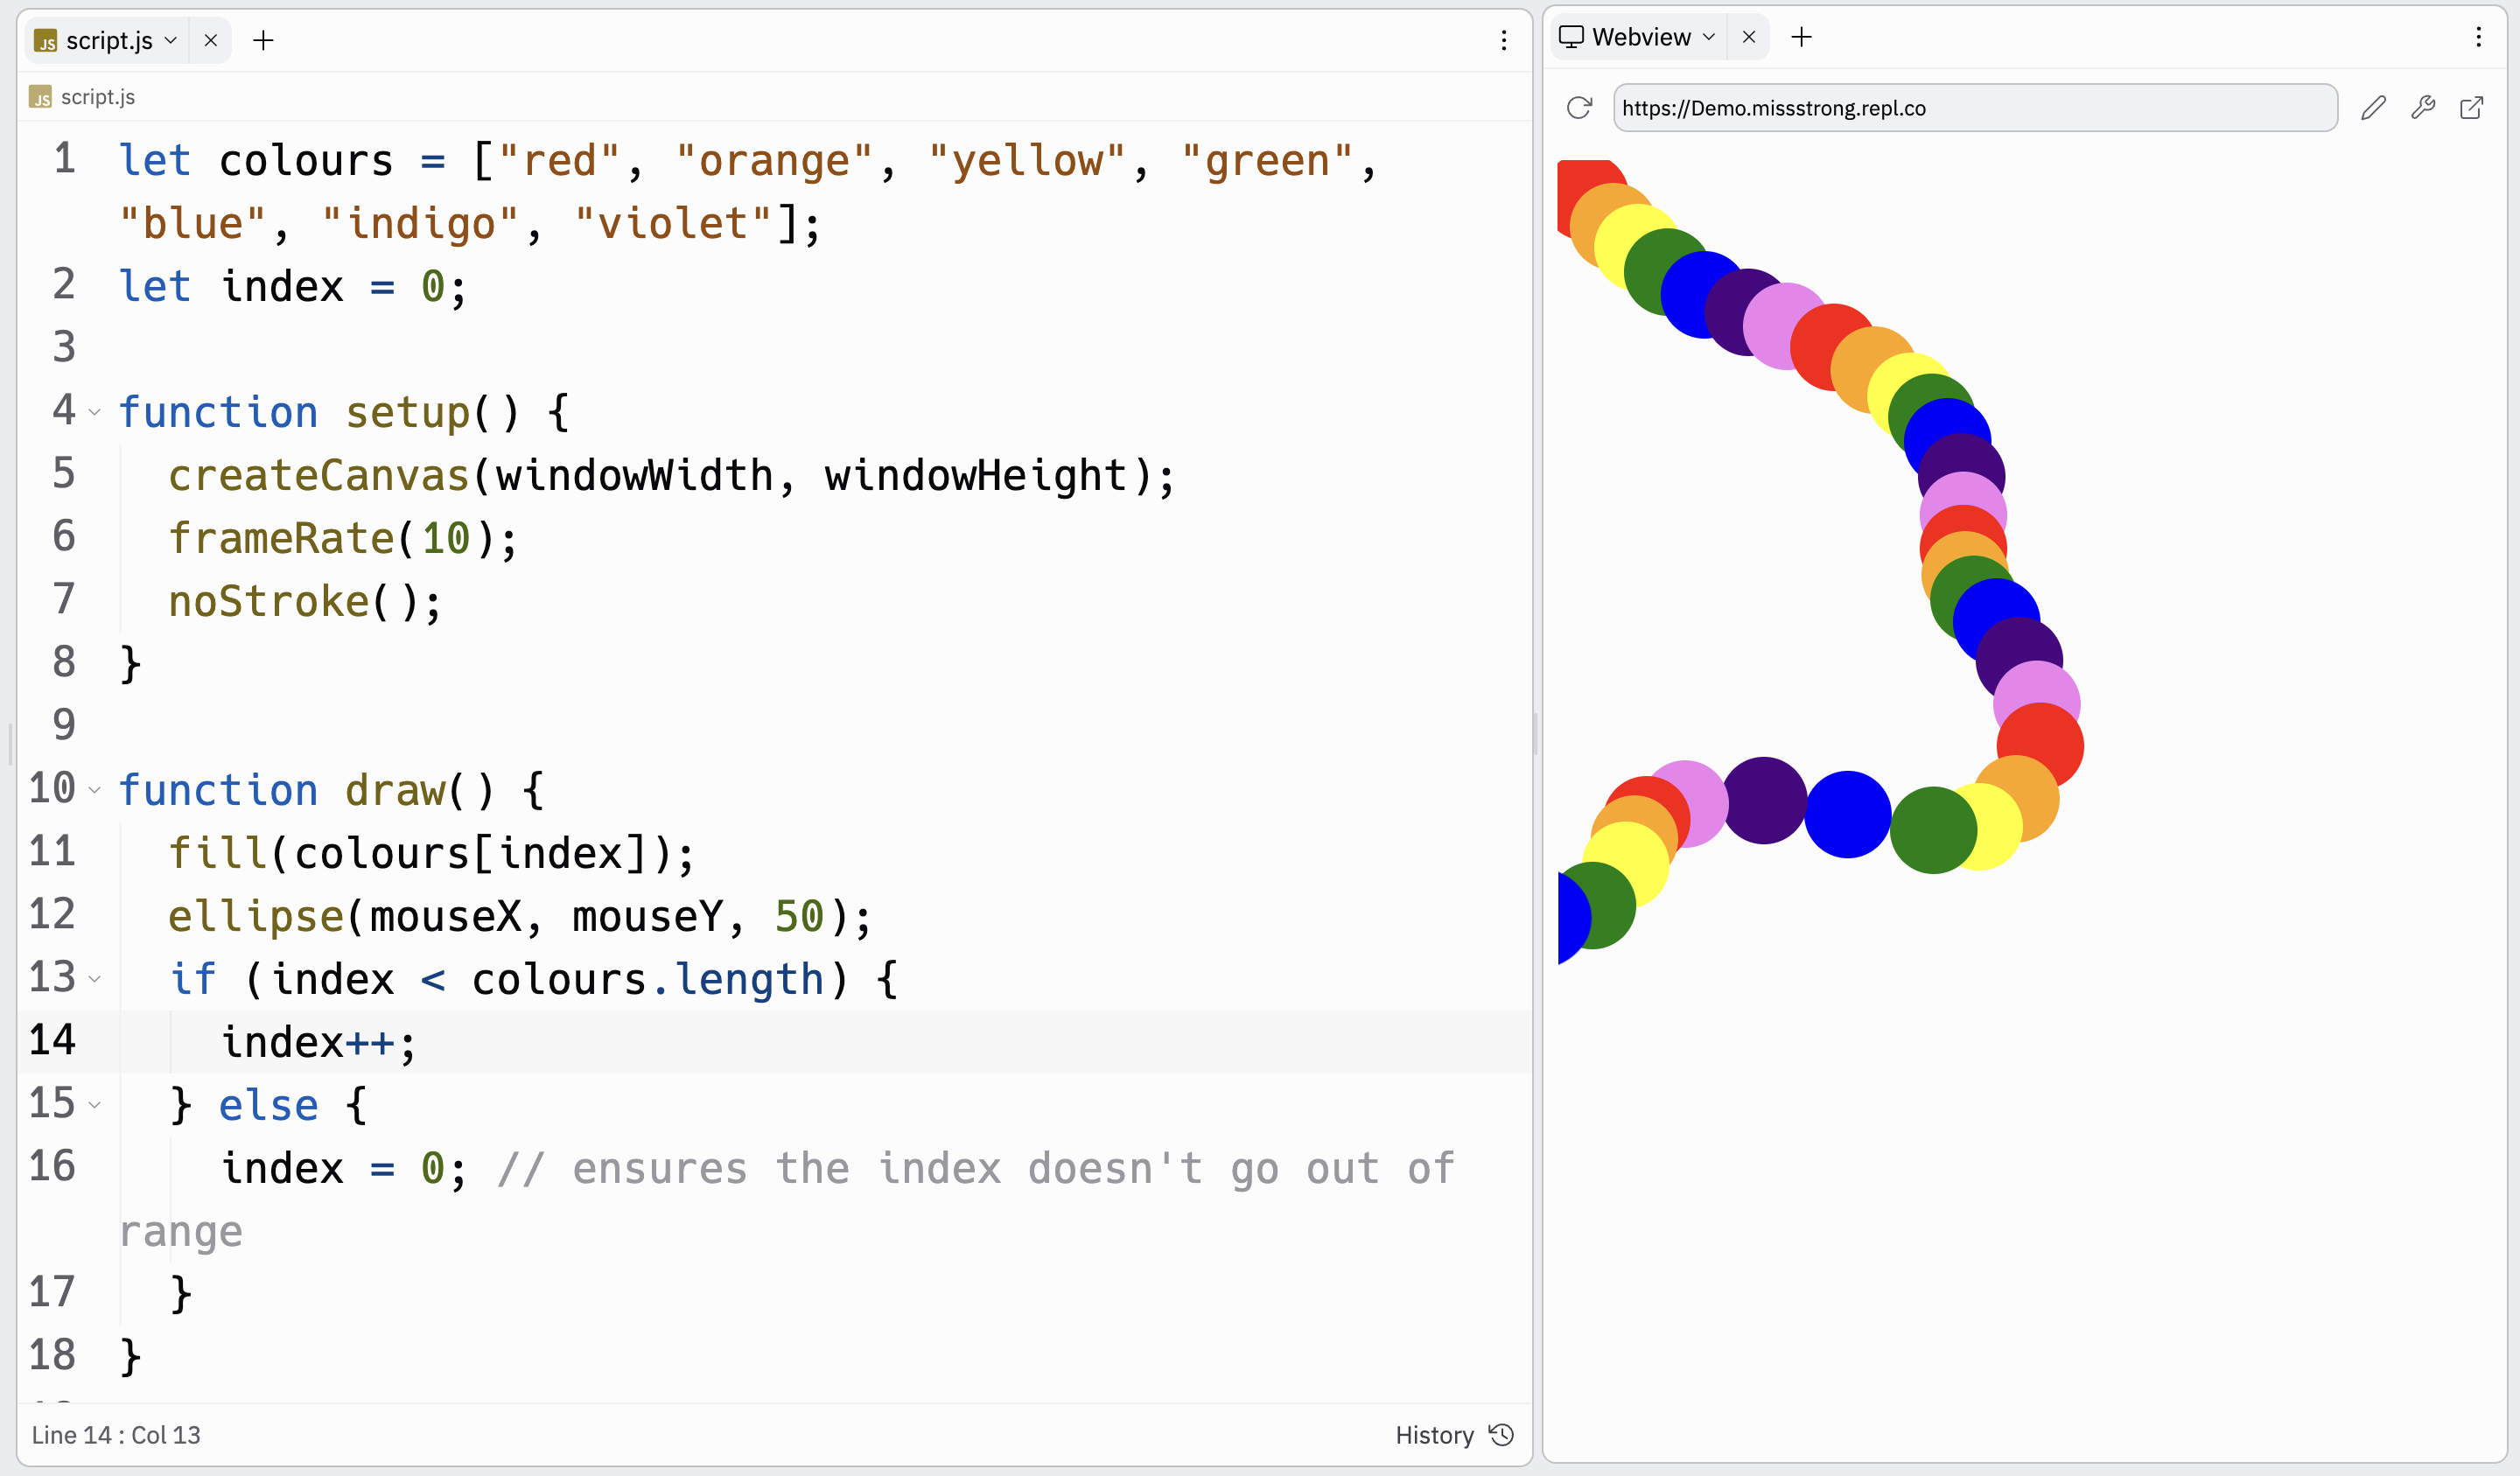 JS script.js
Webview
JS script.js
https://Demo.missstrong.repl.co
1 let colours = ["red", "orange", "yellow", "green",
"blue", "indigo", "violet"];
2 let index = 0;
3
4 function setup() {
5 createCanvas(windowWidth, windowHeight);
6 frameRate(10);
7 noStroke();
8 }
9
10 function draw() {
11 fill(colours[index]);
12 ellipse(mouseX, mouseY, 50);
13 if (index < colours.length) {
14 index++;
15 } else {
16 index = 0; // ensures the index doesn't go out of
range
17 }
18 }
Line 14 : Col 13
History